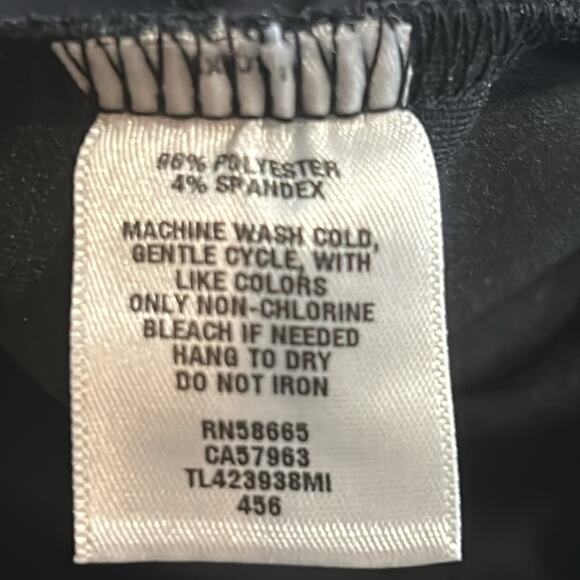 96% POLYESTER
4% SPANDEX
MACHINE WASH COLD,
GENTLE CYCLE, WITH
LIKE COLORS
ONLY NON-CHLORINE
BLEACH IF NEEDED
HANG TO DRY
DO NOT IRON
RN58665
CA57963
TL423938MI
456